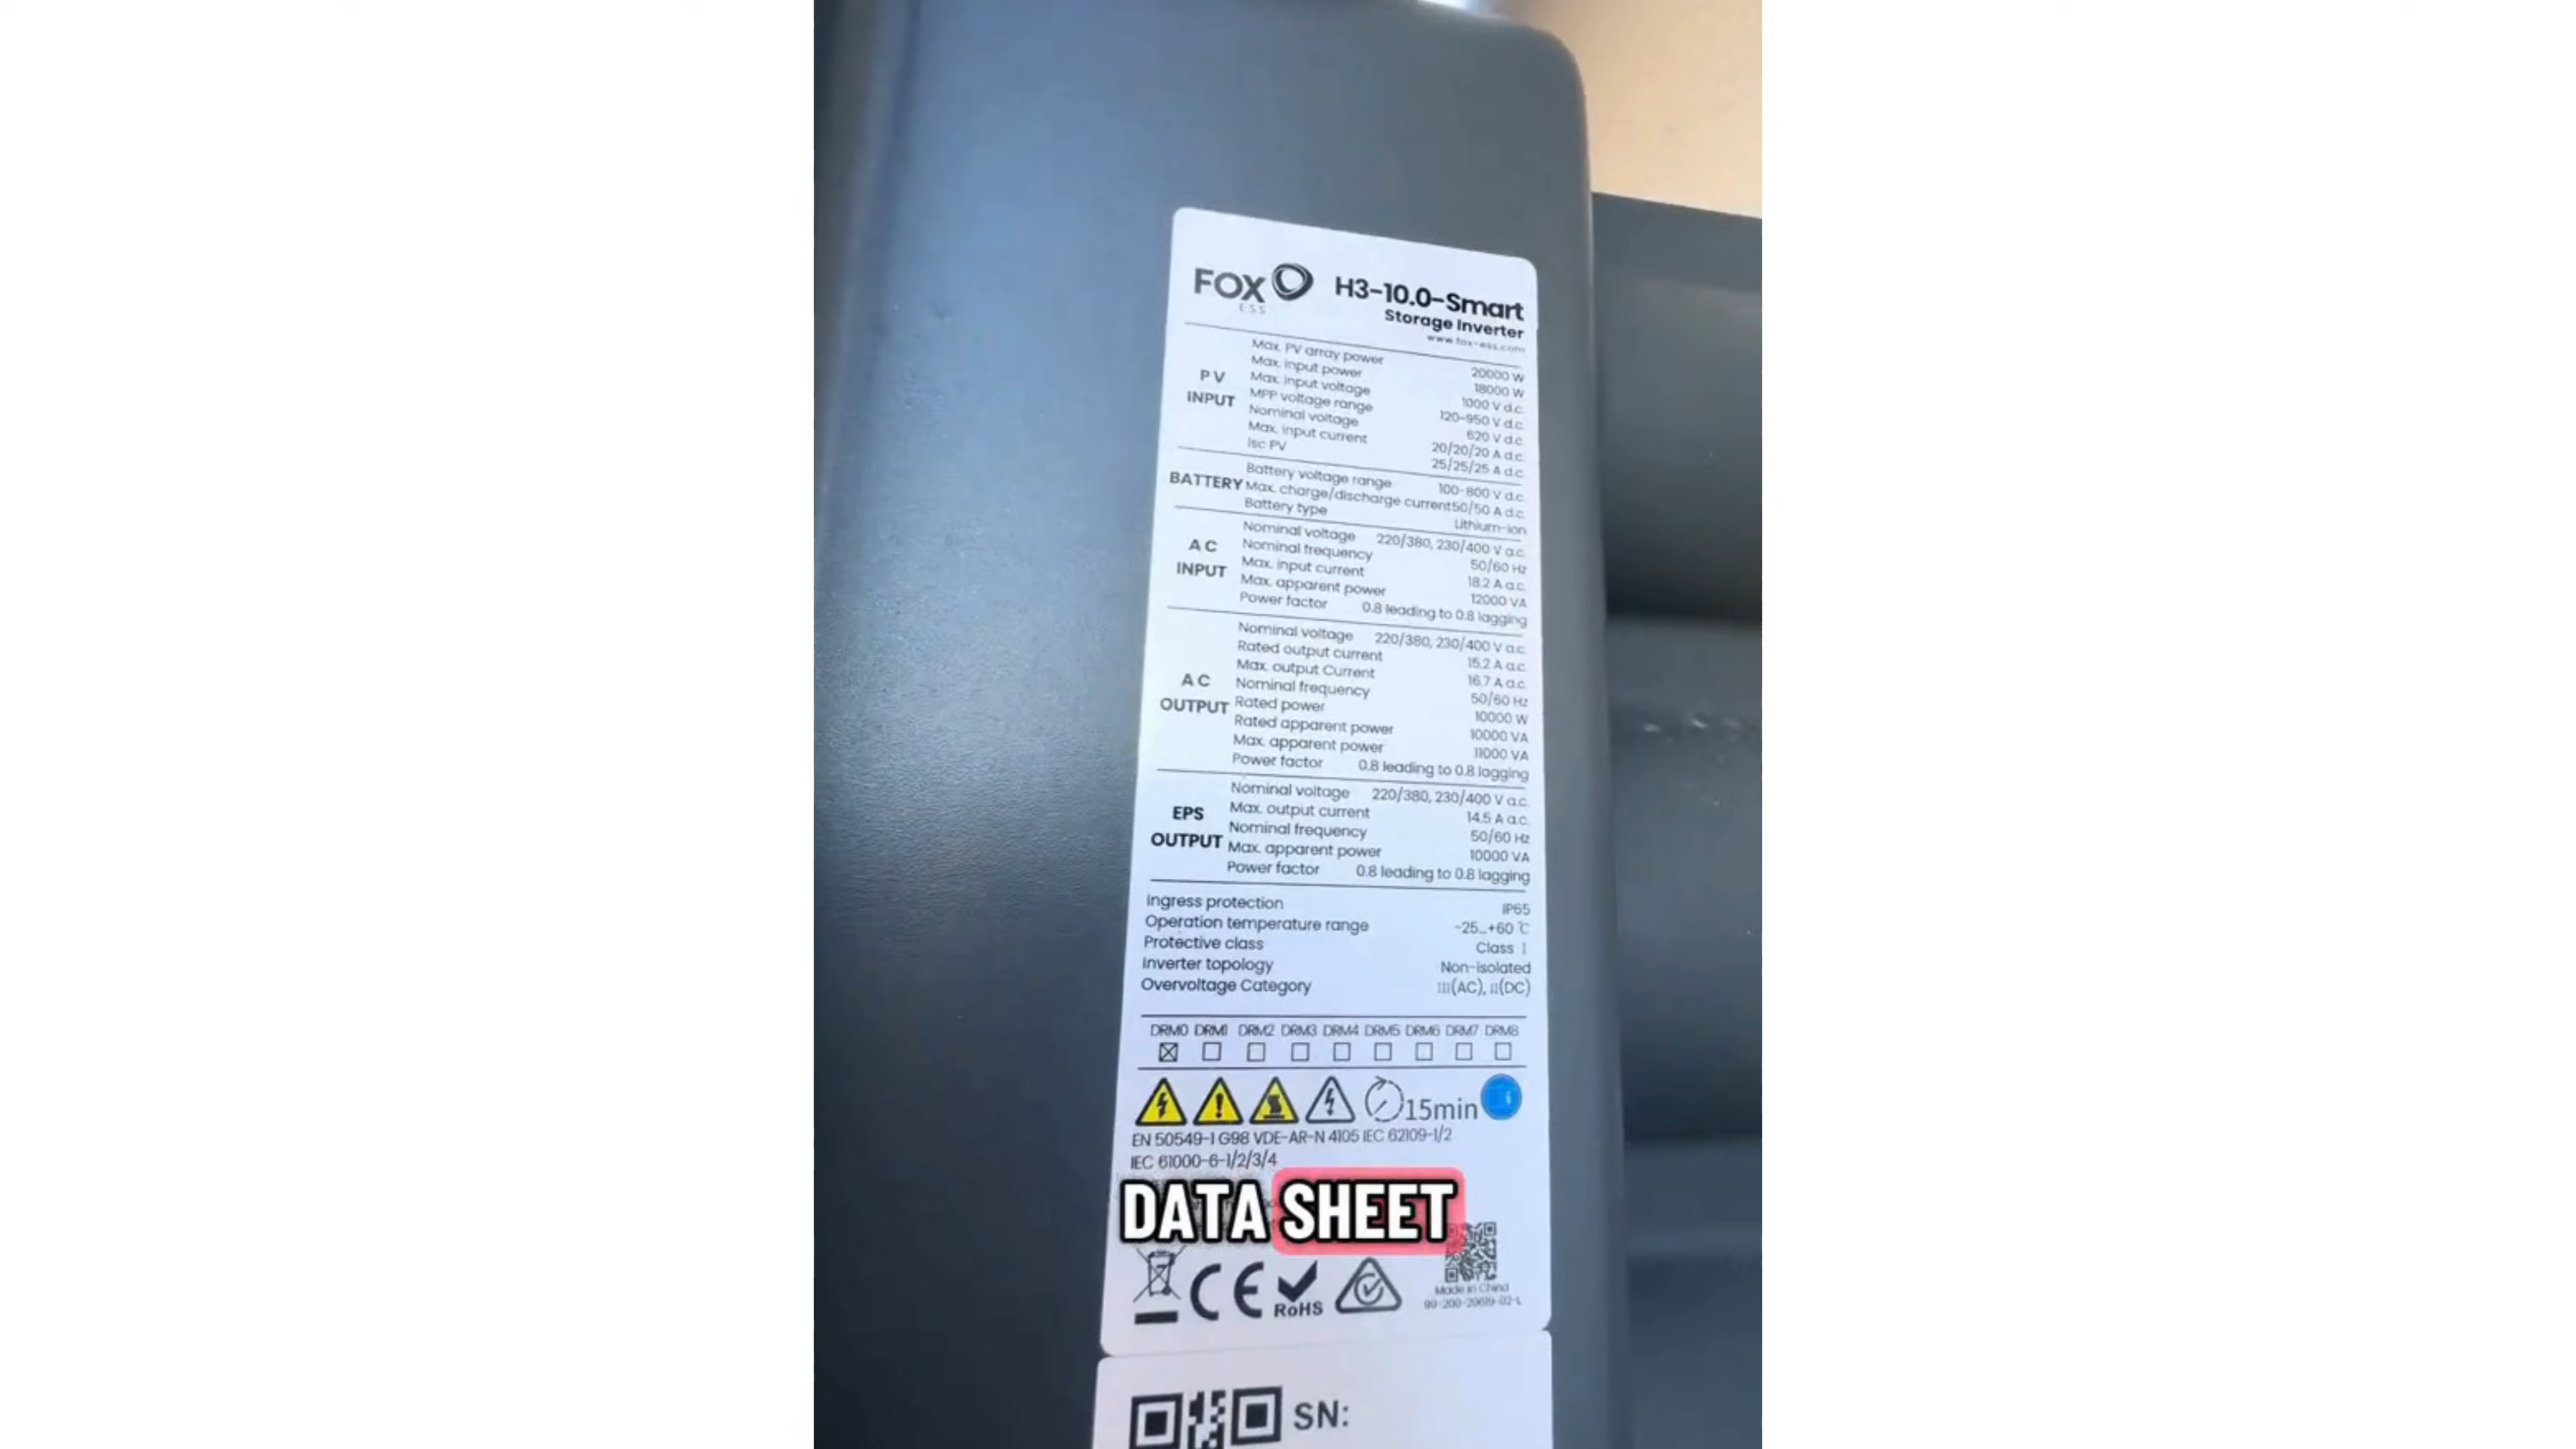 FOX
ESS
H3-10.0-Smart
Storage Inverter
www.fox-ess.com
PV INPUT
Max. PV array power 20000 W
Max. input power 18000 W
Max. input voltage 1000 V d.c.
MPP voltage range 120-950 V d.c.
Nominal voltage 620 V d.c.
Max. input current 20/20/20 A d.c.
Isc PV 25/25/25 A d.c.
BATTERY
Battery voltage range 100-800 V d.c.
Max. charge/discharge current 50/50 A d.c.
Battery type Lithium-ion
AC INPUT
Nominal voltage 220/380, 230/400 V a.c.
Nominal frequency 50/60 Hz
Max. input current 18.2 A a.c.
Max. apparent power 12000 VA
Power factor 0.8 leading to 0.8 lagging
AC OUTPUT
Nominal voltage 220/380, 230/400 V a.c.
Rated output current 15.2 A a.c.
Max. output Current 16.7 A a.c.
Nominal frequency 50/60 Hz
Rated power 10000 W
Rated apparent power 10000 VA
Max. apparent power 11000 VA
Power factor 0.8 leading to 0.8 lagging
EPS OUTPUT
Nominal voltage 220/380, 230/400 V a.c.
Max. output current 14.5 A a.c.
Nominal frequency 50/60 Hz
Max. apparent power 10000 VA
Power factor 0.8 leading to 0.8 lagging
Ingress protection IP65
Operation temperature range -25...+60 ℃
Protective class Class I
Inverter topology Non-isolated
Overvoltage Category III(AC), II(DC)
DRM0 DRM1 DRM2 DRM3 DRM4 DRM5 DRM6 DRM7 DRM8
15min
EN 50549-1 G98 VDE-AR-N 4105 IEC 62109-1/2
IEC 61000-6-1/2/3/4
DATA SHEET
CE
RoHS
Made in China
99-200-20619-02-L
SN: